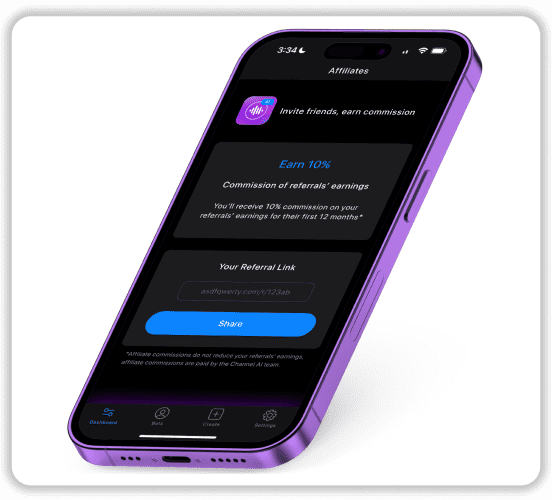 3:34
Affiliates
AI
Invite friends, earn commission
Earn 10%
Commission of referrals' earnings
You'll receive 10% commission on your
referrals' earnings for their first 12 months*
Your Referral Link
asdfqwerty.com/r/123ab
Share
*Affiliate commissions do not reduce your referrals' earnings,
affiliate commissions are paid by the Channel AI team.
Dashboard
Bots
Create
Settings